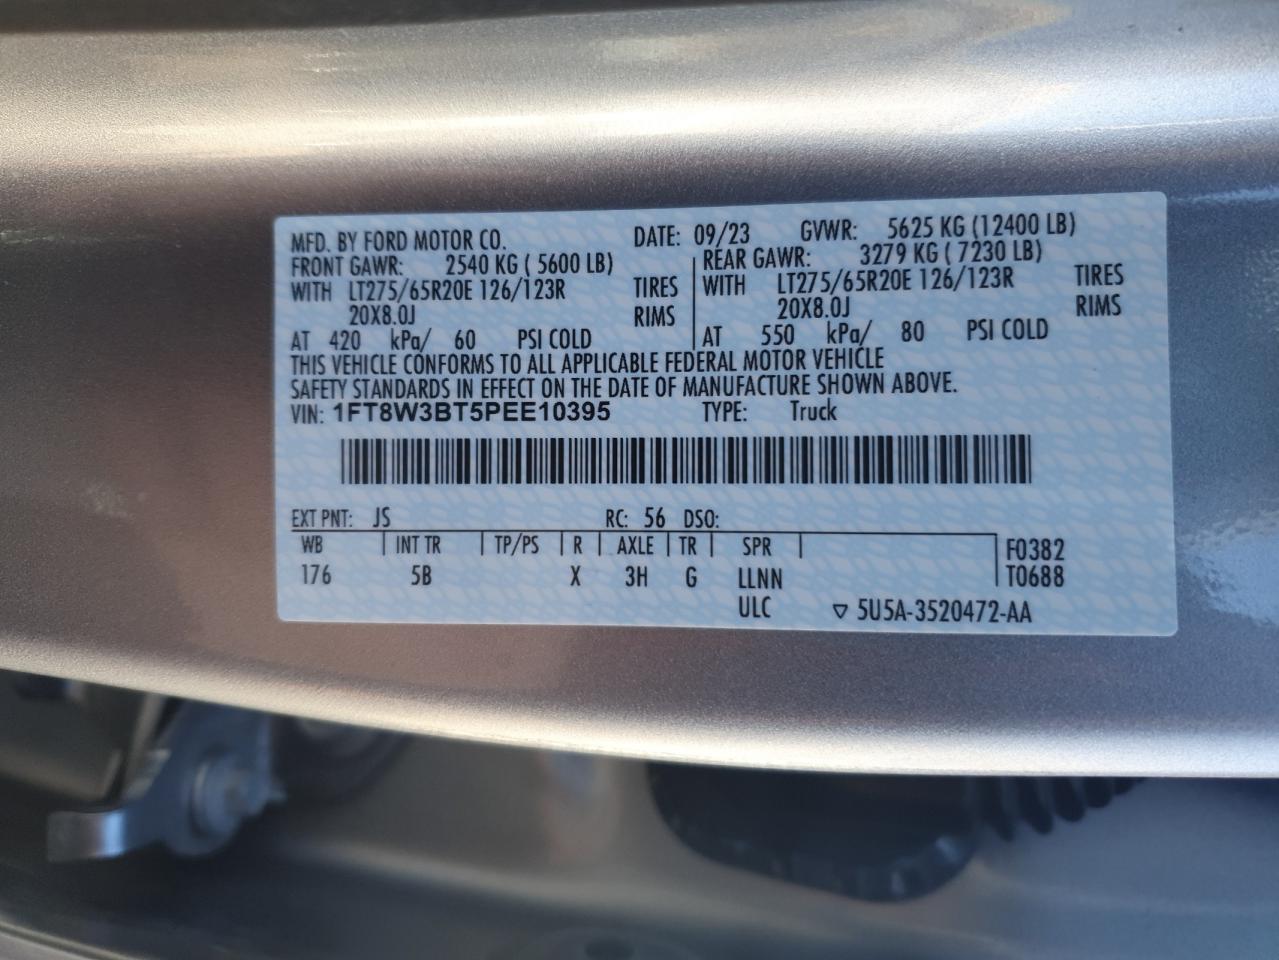 MFD. BY FORD MOTOR CO. DATE: 09/23 GVWR: 5625 KG (12400 LB)
FRONT GAWR: 2540 KG ( 5600 LB) REAR GAWR: 3279 KG ( 7230 LB)
WITH LT275/65R20E 126/123R TIRES WITH LT275/65R20E 126/123R TIRES
20X8.0J RIMS 20X8.0J RIMS
AT 420 kPa/ 60 PSI COLD AT 550 kPa/ 80 PSI COLD
THIS VEHICLE CONFORMS TO ALL APPLICABLE FEDERAL MOTOR VEHICLE
SAFETY STANDARDS IN EFFECT ON THE DATE OF MANUFACTURE SHOWN ABOVE.
VIN: 1FT8W3BT5PEE10395 TYPE: Truck
EXT PNT: JS RC: 56 DSO:
WB INT TR TP/PS R AXLE TR SPR F0382
176 5B X 3H G LLNN T0688
ULC ▽ 5U5A-3520472-AA